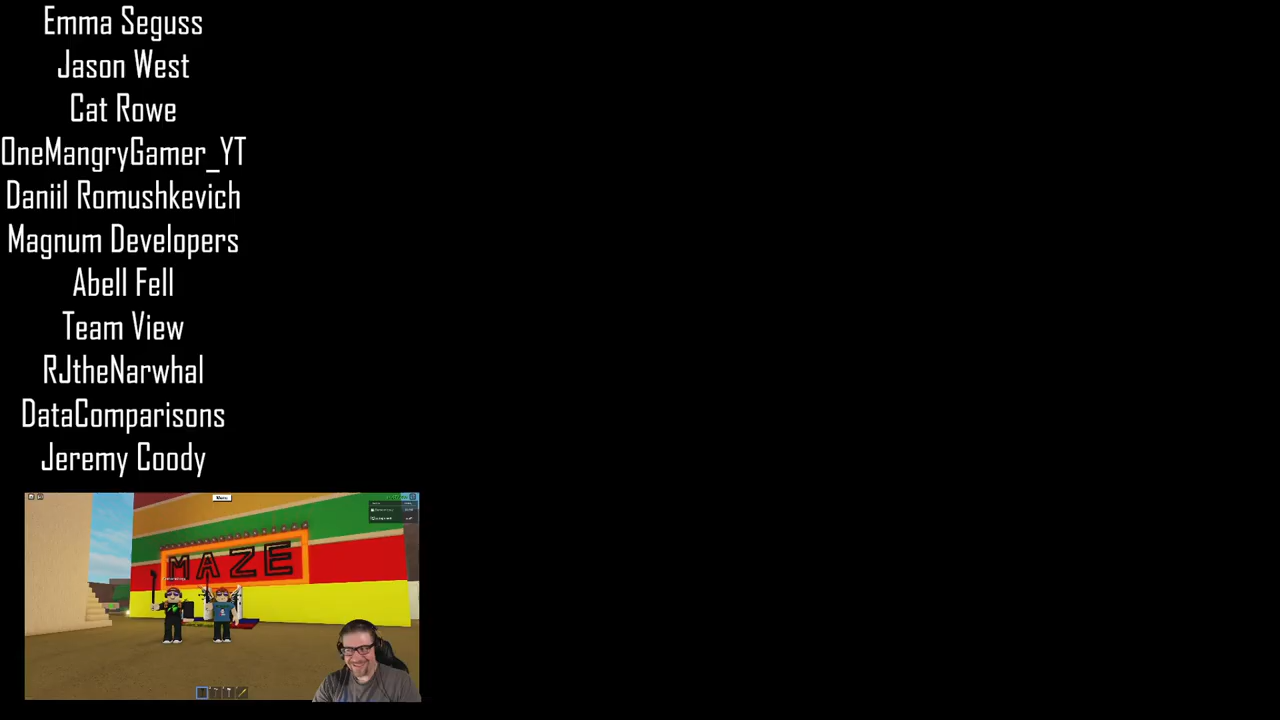 Emma Seguss
Jason West
Cat Rowe
OneMangryGamer_YT
Daniil Romushkevich
Magnum Developers
Abell Fell
Team View
RJtheNarwhal
DataComparisons
Jeremy Coody
Menu
MAZE